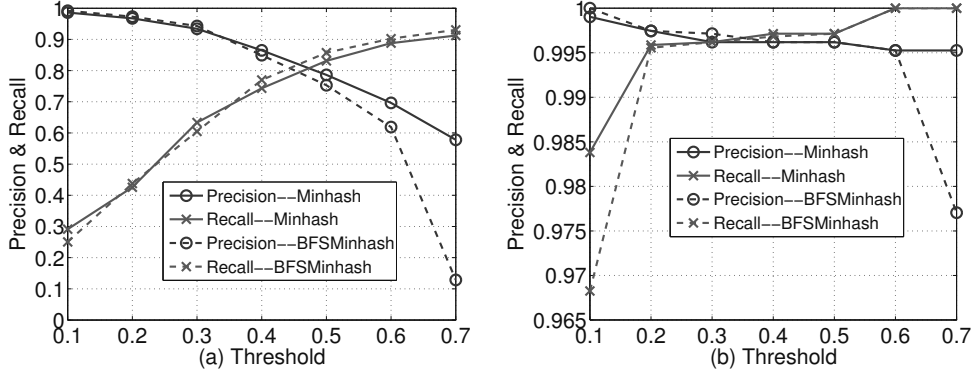 Precision & Recall
1
0.9
0.8
0.7
0.6
0.5
0.4
0.3
0.2
0.1
0
Precision--Minhash
Recall--Minhash
Precision--BFSMinhash
Recall--BFSMinhash
0.1 0.2 0.3 0.4 0.5 0.6 0.7
(a) Threshold
Precision & Recall
1
0.995
0.99
0.985
0.98
0.975
0.97
0.965
Precision--Minhash
Recall--Minhash
Precision--BFSMinhash
Recall--BFSMinhash
0.1 0.2 0.3 0.4 0.5 0.6 0.7
(b) Threshold